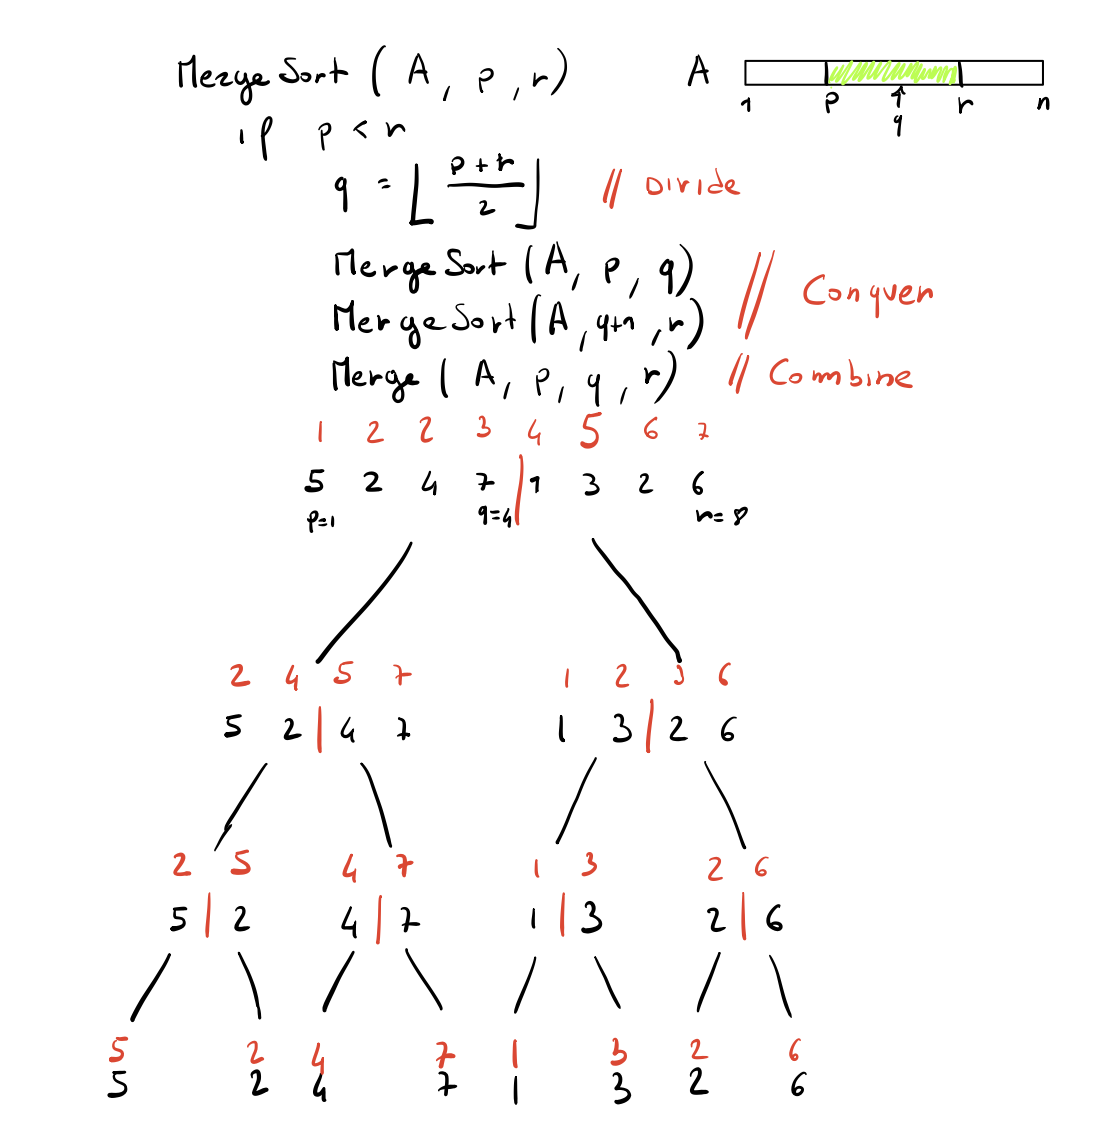 MergeSort ( A , p , r )
A
1 p q r n
if p < r
q = ⌊ p + r / 2 ⌋ // Divide
MergeSort ( A , p , q )
MergeSort ( A , q+1 , r ) // Conquer
Merge ( A , p , q , r ) // Combine
1 2 2 3 4 5 6 7
5 2 4 7 | 1 3 2 6
p=1 q=4 r=8
2 4 5 7 1 2 3 6
5 2 | 4 7 1 3 | 2 6
2 5 4 7 1 3 2 6
5 | 2 4 | 7 1 | 3 2 | 6
5 2 4 7 1 3 2 6
5 2 4 7 1 3 2 6